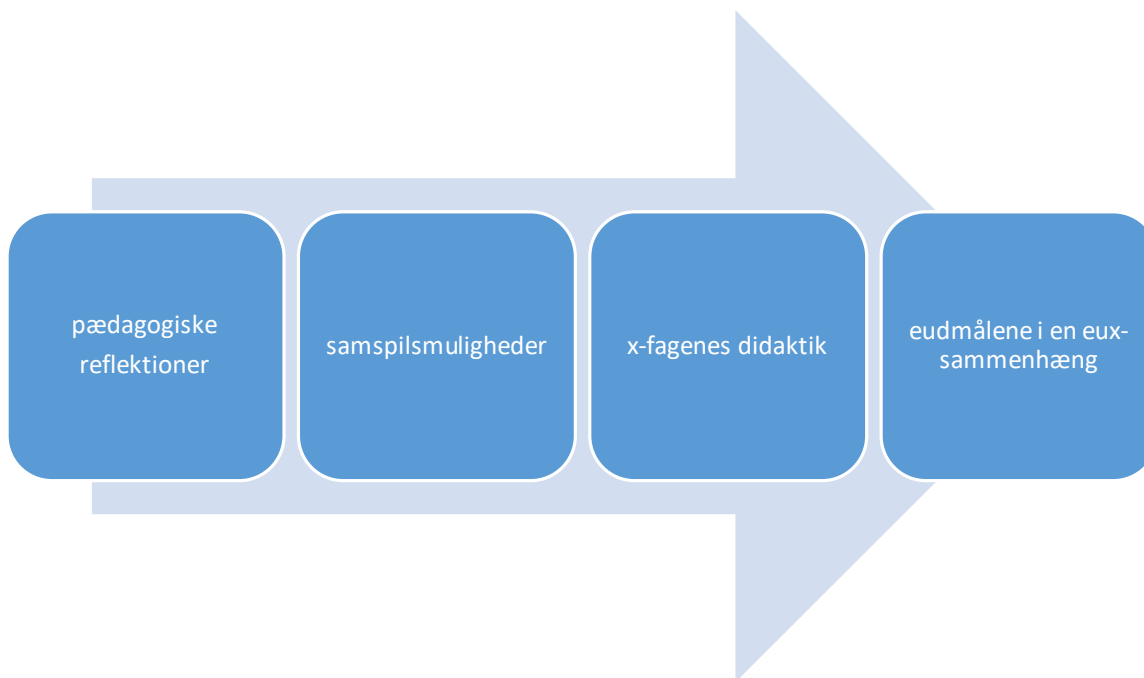 pædagogiske
reflektioner
samspilsmuligheder
x-fagenes didaktik
eudmålene i en eux-
sammenhæng